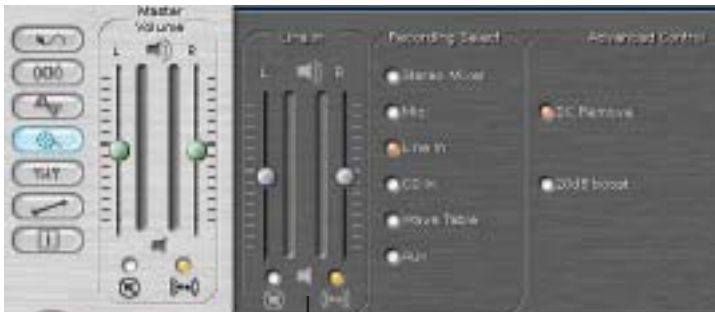 Master
Volume
L R
Line In
L R
Recording Select
Stereo Mixer
Mic
Line In
CD In
Wave Table
Aux
Advanced Control
DC Remove
20dB boost